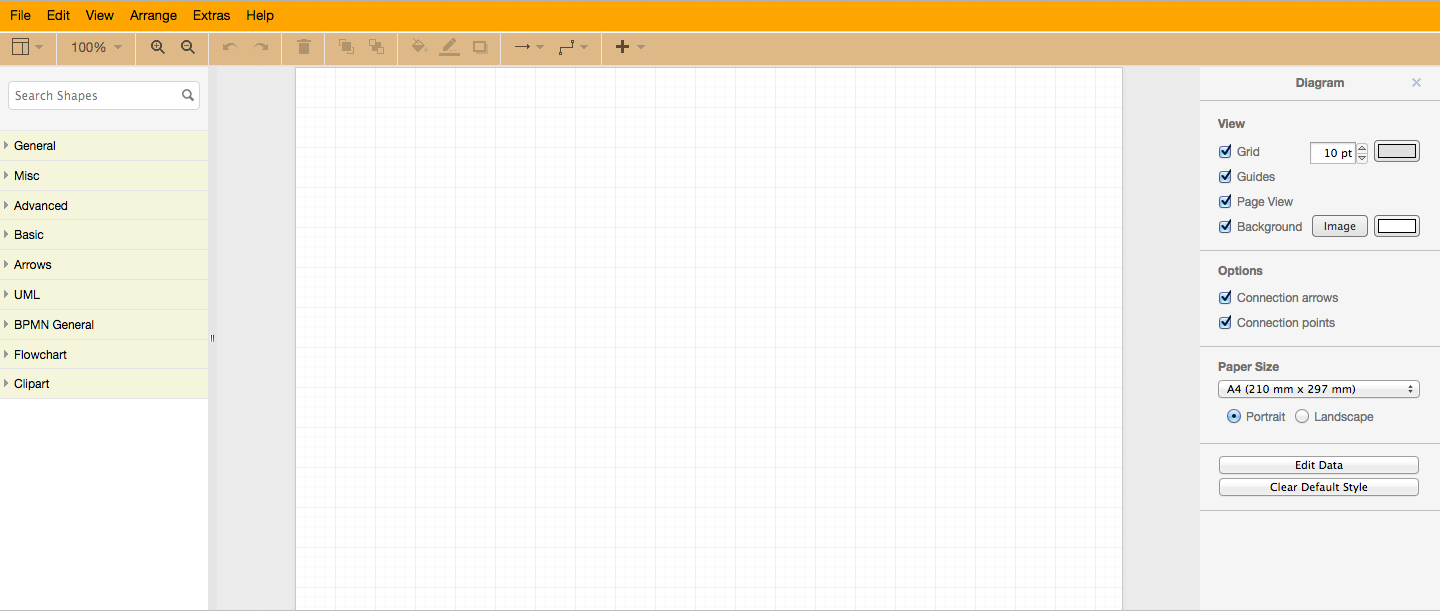 File Edit View Arrange Extras Help
100%
Search Shapes
General
Misc
Advanced
Basic
Arrows
UML
BPMN General
Flowchart
Clipart
Diagram
View
Grid 10 pt
Guides
Page View
Background Image
Options
Connection arrows
Connection points
Paper Size
A4 (210 mm x 297 mm)
Portrait Landscape
Edit Data
Clear Default Style